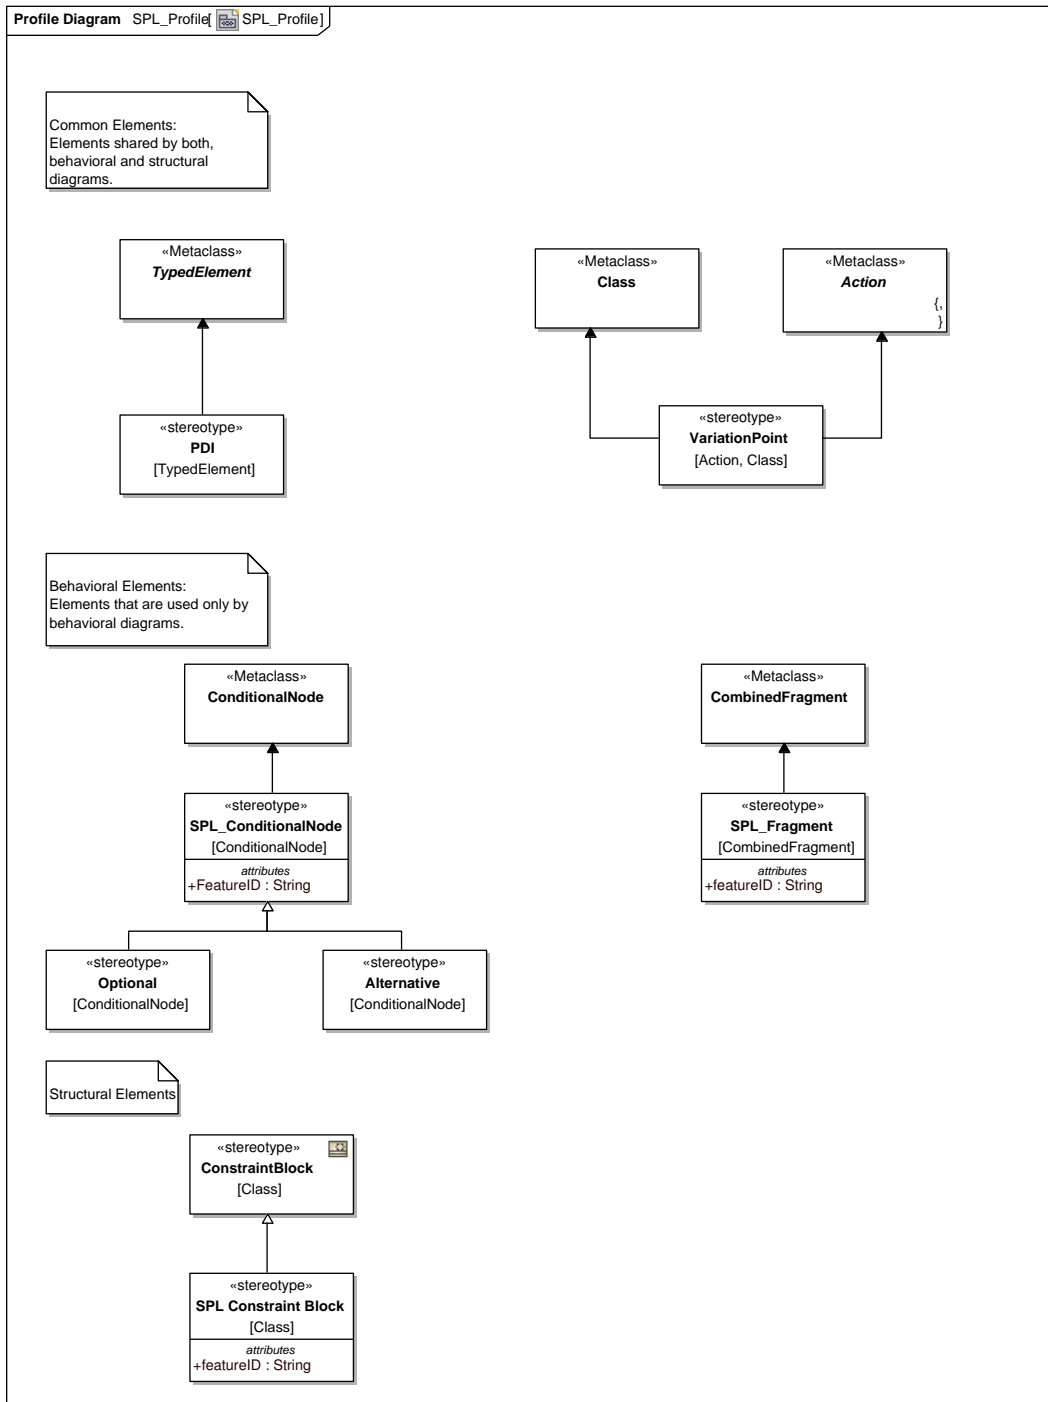 Profile Diagram SPL_Profile[ SPL_Profile]
Common Elements:
Elements shared by both,
behavioral and structural
diagrams.
«Metaclass»
TypedElement
«Metaclass»
Class
«Metaclass»
Action
{,
}
«stereotype»
PDI
[TypedElement]
«stereotype»
VariationPoint
[Action, Class]
Behavioral Elements:
Elements that are used only by
behavioral diagrams.
«Metaclass»
ConditionalNode
«Metaclass»
CombinedFragment
«stereotype»
SPL_ConditionalNode
[ConditionalNode]
attributes
+FeatureID : String
«stereotype»
SPL_Fragment
[CombinedFragment]
attributes
+featureID : String
«stereotype»
Optional
[ConditionalNode]
«stereotype»
Alternative
[ConditionalNode]
Structural Elements
«stereotype»
ConstraintBlock
[Class]
«stereotype»
SPL Constraint Block
[Class]
attributes
+featureID : String